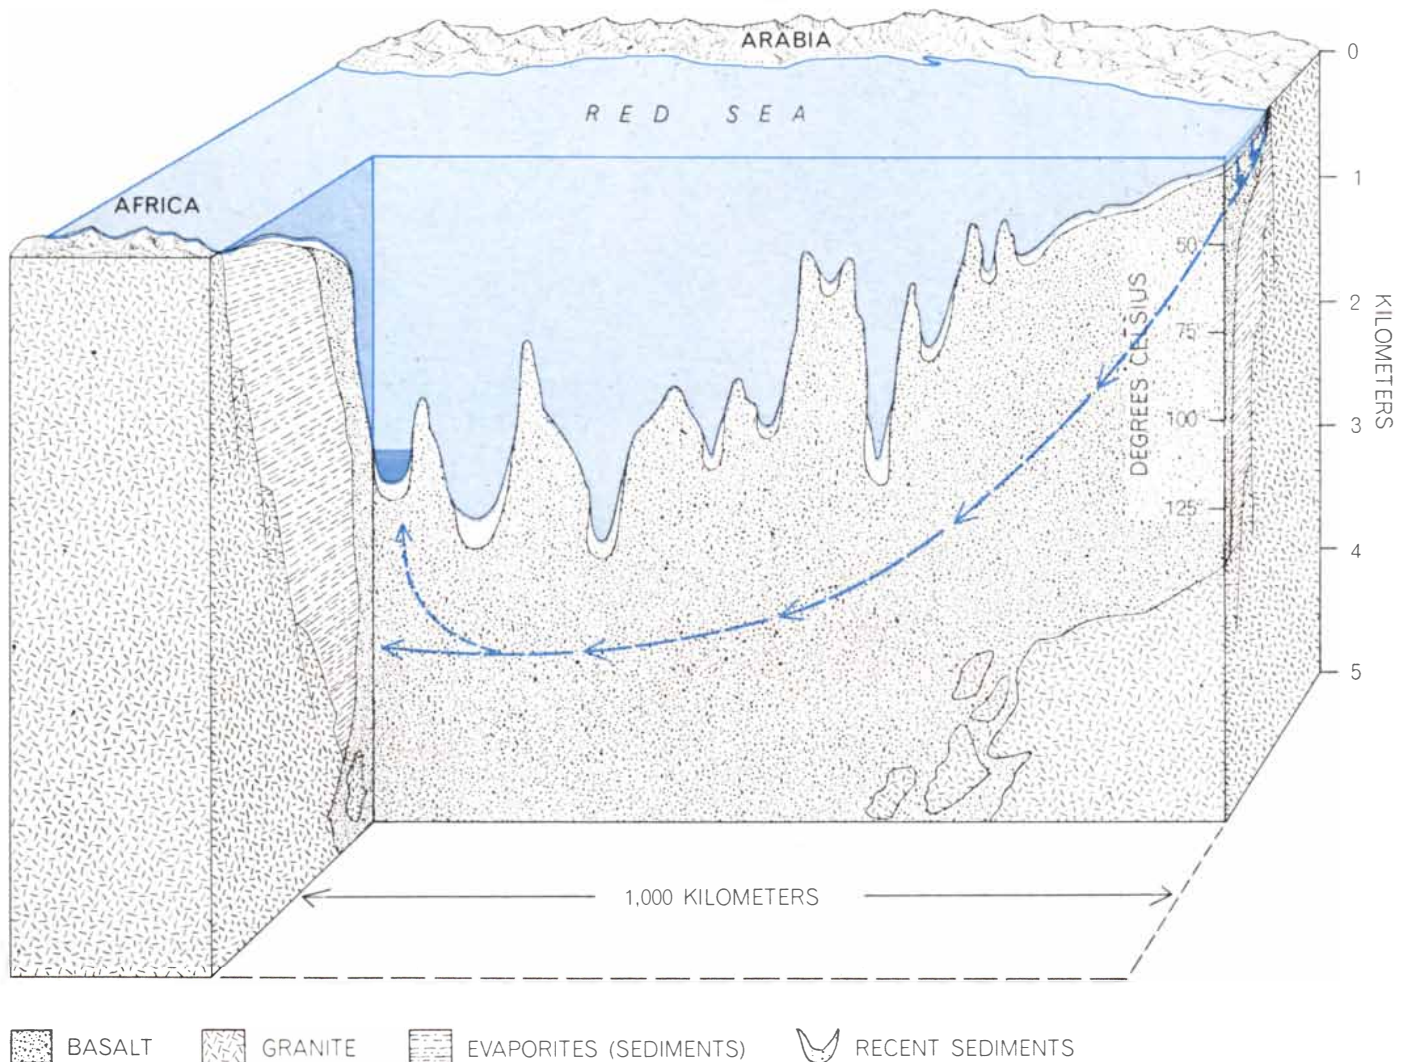 ARABIA
0
RED SEA
1
AFRICA
50
2
DEGREES CELSIUS
75
KILOMETERS
100
3
125
4
5
1,000 KILOMETERS
BASALT GRANITE EVAPORITES (SEDIMENTS) RECENT SEDIMENTS